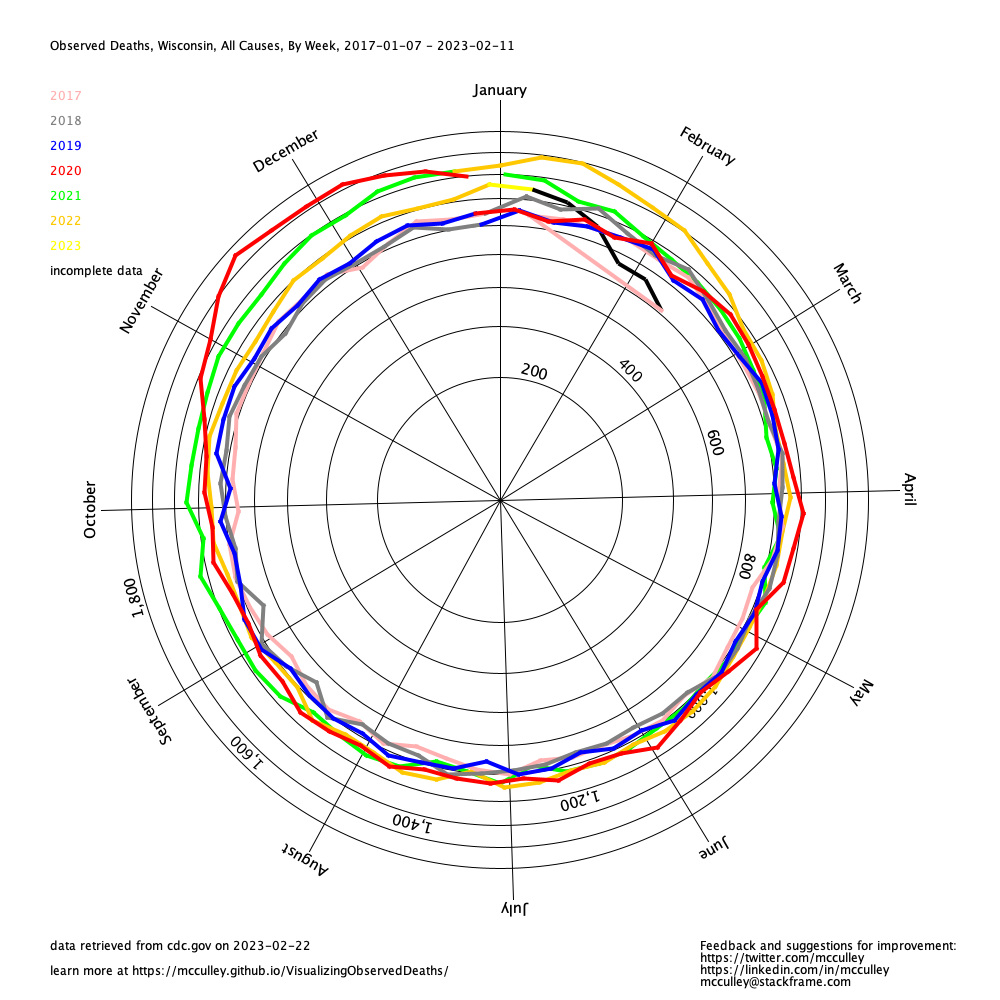 Observed Deaths, Wisconsin, All Causes, By Week, 2017-01-07 - 2023-02-11
January
2017
2018
2019
2020
2021
2022
2023
incomplete data
December
February
November
March
200
400
600
October
April
800
1,800
May
September
1,600
1,200
1,400
June
August
July
data retrieved from cdc.gov on 2023-02-22
learn more at https://mcculley.github.io/VisualizingObservedDeaths/
Feedback and suggestions for improvement:
https://twitter.com/mcculley
https://linkedin.com/in/mcculley
mcculley@stackframe.com